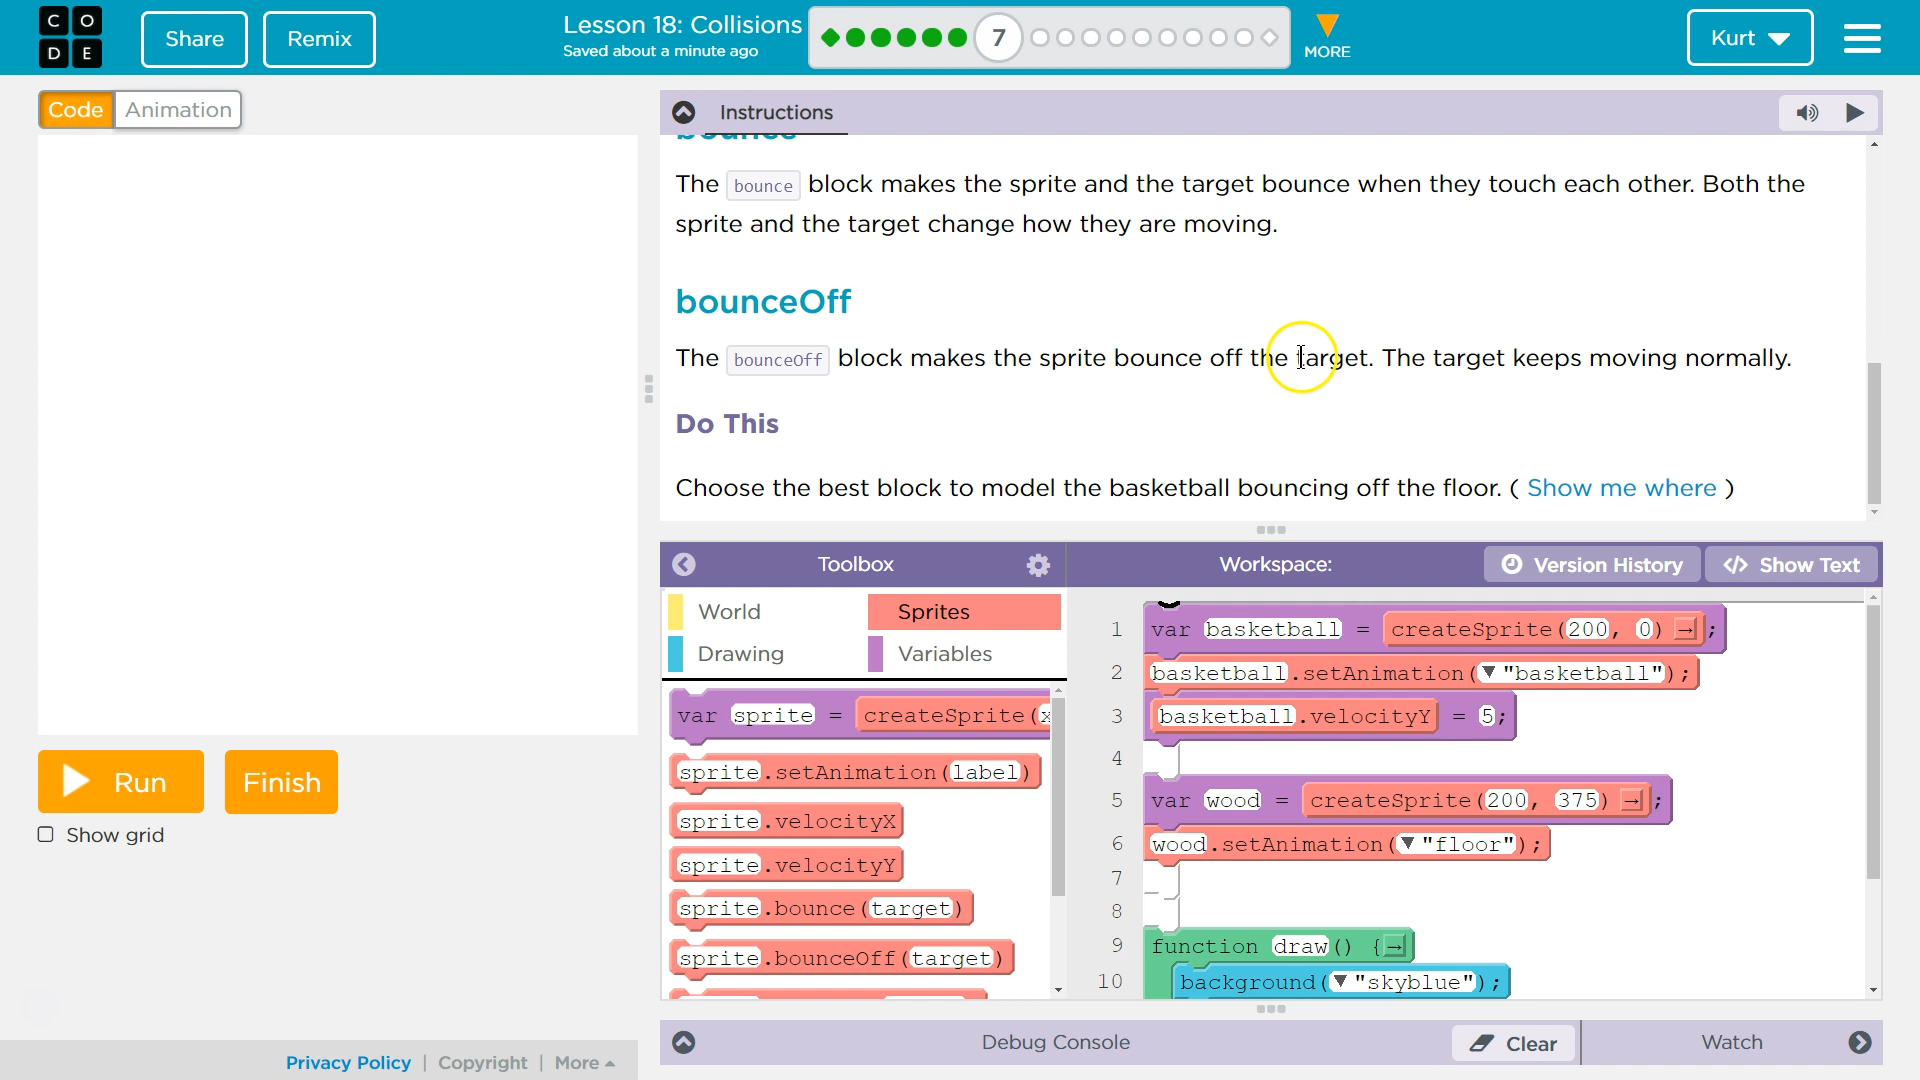 CODE
Share
Remix
Lesson 18: Collisions
Saved about a minute ago
7
MORE
Kurt
Code
Animation
Instructions
bounce
The bounce block makes the sprite and the target bounce when they touch each other. Both the
sprite and the target change how they are moving.
bounceOff
The bounceOff block makes the sprite bounce off the target. The target keeps moving normally.
Do This
Choose the best block to model the basketball bouncing off the floor. ( Show me where )
Toolbox
Workspace:
Version History
</> Show Text
World
Sprites
Drawing
Variables
var sprite = createSprite(x
sprite.setAnimation(label)
sprite.velocityX
sprite.velocityY
sprite.bounce(target)
sprite.bounceOff(target)
1 var basketball = createSprite(200, 0) → ;
2 basketball.setAnimation(▼ "basketball");
3 basketball.velocityY = 5;
4
5 var wood = createSprite(200, 375) → ;
6 wood.setAnimation(▼ "floor");
7
8
9 function draw() {→
10 background(▼ "skyblue");
Run
Finish
Show grid
Debug Console
Clear
Watch
Privacy Policy | Copyright | More